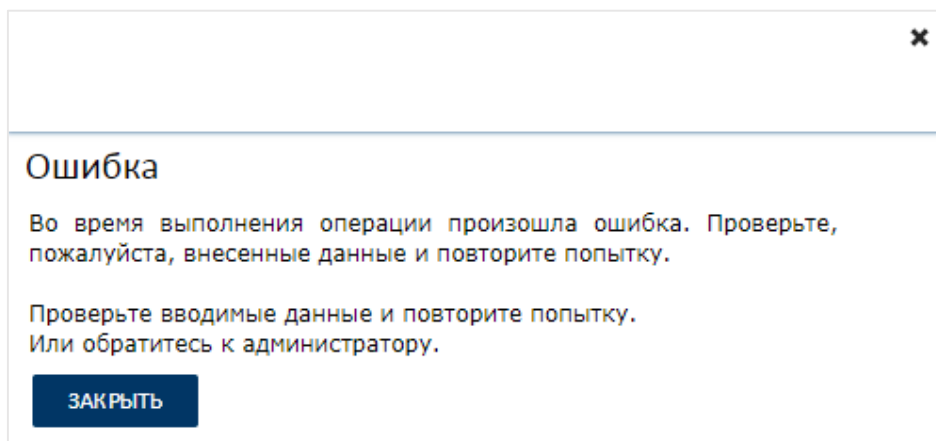 Ошибка
Во время выполнения операции произошла ошибка. Проверьте,
пожалуйста, внесенные данные и повторите попытку.
Проверьте вводимые данные и повторите попытку.
Или обратитесь к администратору.
ЗАКРЫТЬ